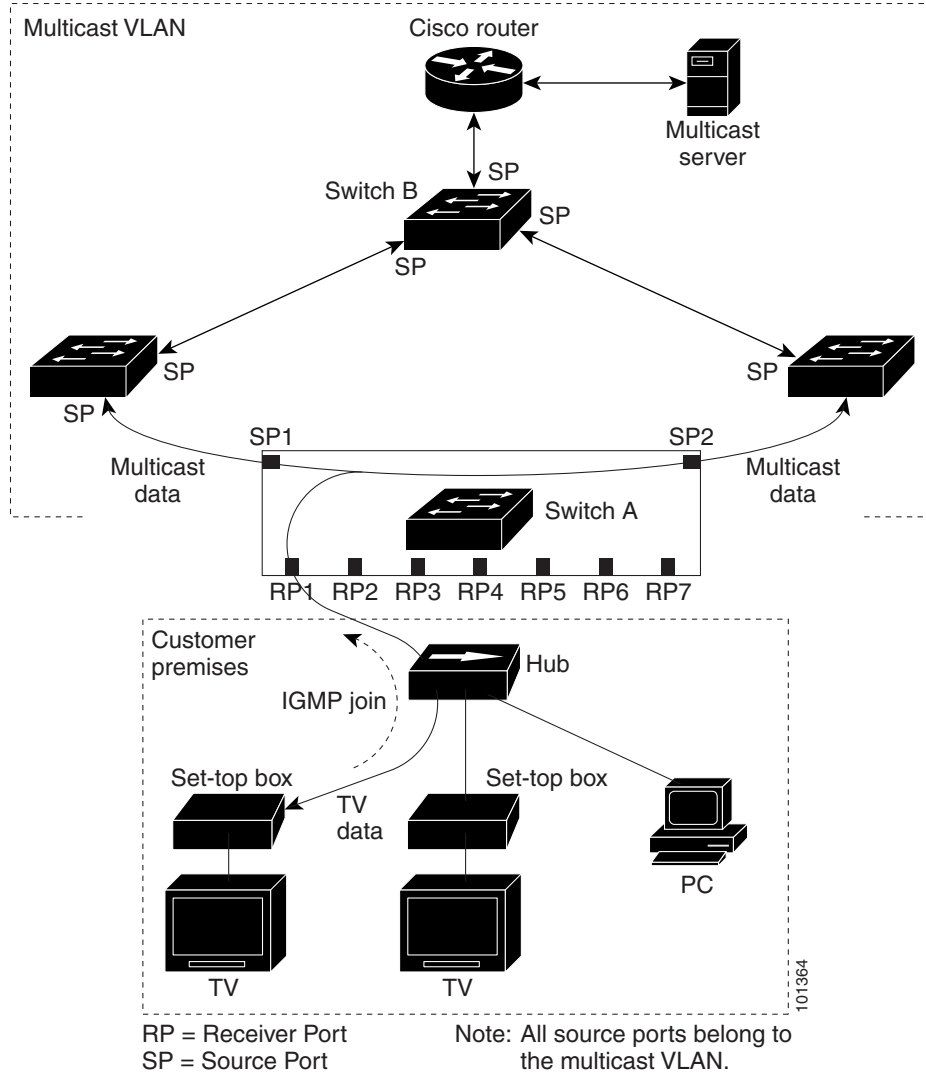 Multicast VLAN
Cisco router
Multicast
server
SP
Switch B
SP
SP
SP
SP
SP
SP1
SP2
Multicast
data
Multicast
data
Switch A
RP1 RP2 RP3 RP4 RP5 RP6 RP7
Customer
premises
Hub
IGMP join
Set-top box
Set-top box
TV
data
PC
TV
TV
101364
RP = Receiver Port
SP = Source Port
Note: All source ports belong to
the multicast VLAN.